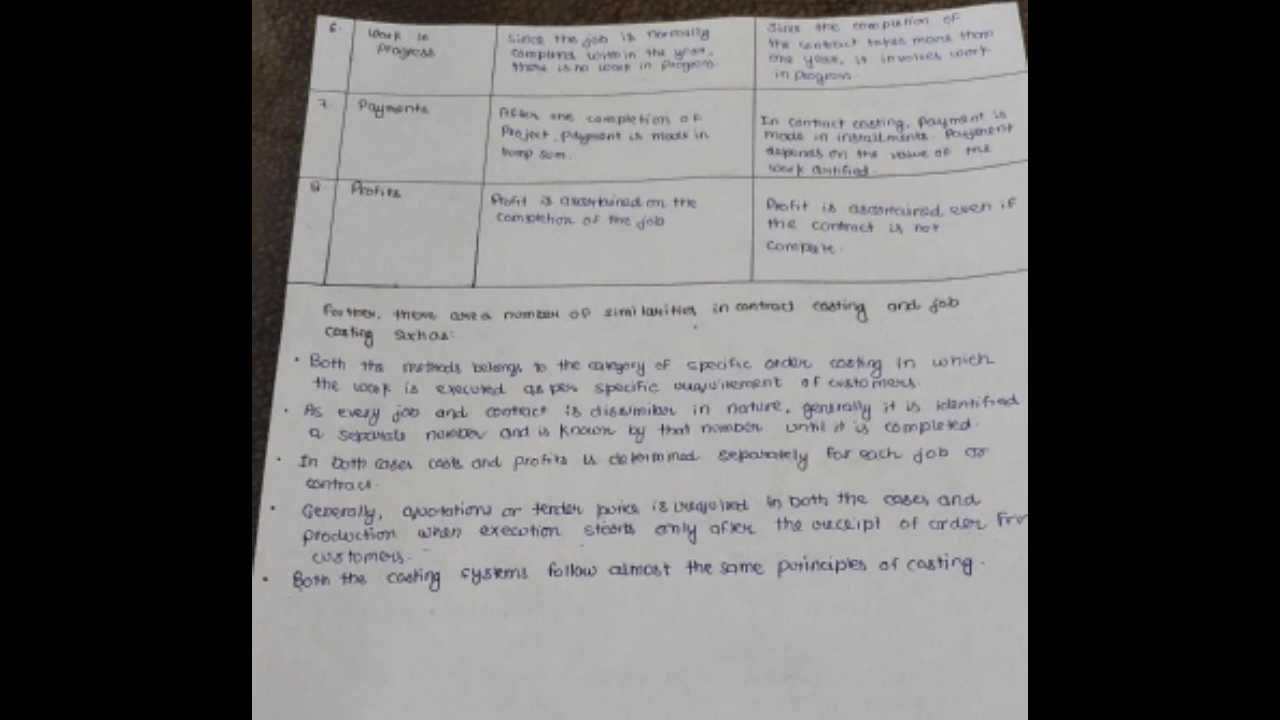 6.
Work in
Progress
Since the job is normally
completed within the year,
there is no work in progress.
Since the completion of
the contract takes more than
one year, it involves work
in progress.
7.
Payments
After the completion of
Project, payment is made in
lump sum.
In contract costing, payment is
made in installments. Payment
depends on the value of the
work certified.
8.
Profits
Profit is ascertained on the
completion of the job
Profit is ascertained even if
the contract is not
complete.
Further, there are a number of similarities in contract costing and job
costing such as:
• Both the methods belongs to the category of specific order costing in which
the work is executed as per specific requirement of customers.
• As every job and contract is dissimilar in nature, generally it is identified
a separate number and is known by that number until it is completed.
• In both cases costs and profits is determined separately for each job or
contract.
• Generally, quotations or tender price is required in both the cases and
production when execution starts only after the receipt of order from
customers.
• Both the costing systems follow almost the same principles of costing.